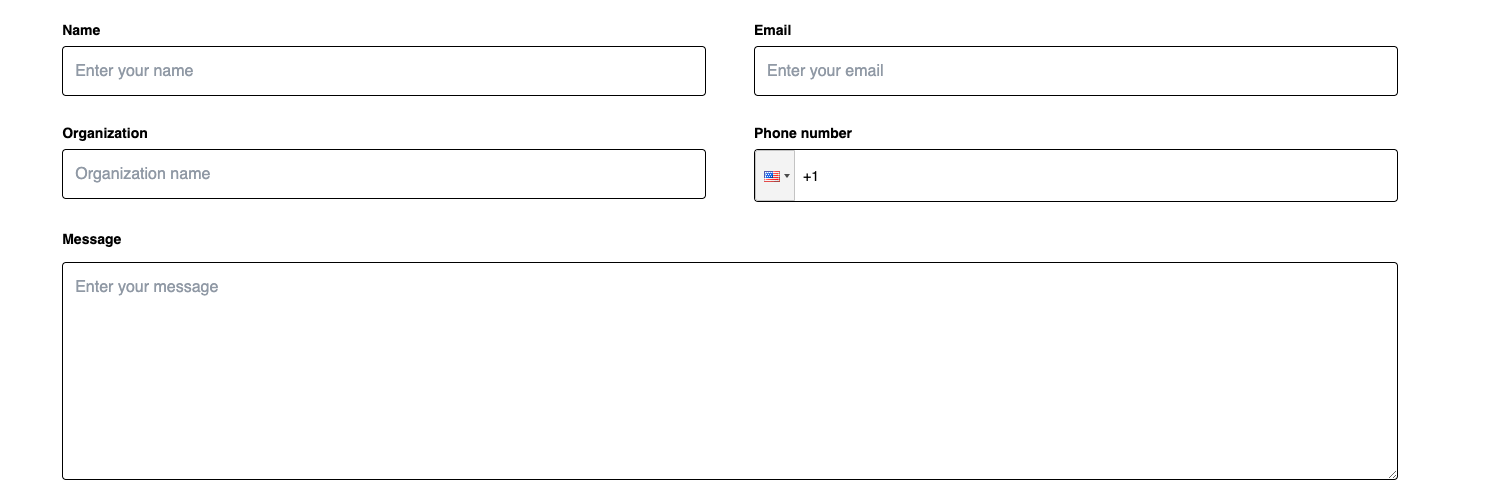 Name
Email
Enter your name
Enter your email
Organization
Phone number
Organization name
+1
Message
Enter your message